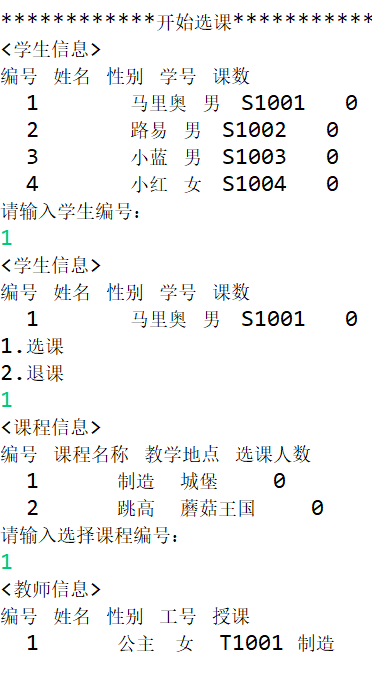 ************开始选课************
<学生信息>
编号 姓名 性别 学号 课数
1 马里奥 男 S1001 0
2 路易 男 S1002 0
3 小蓝 男 S1003 0
4 小红 女 S1004 0
请输入学生编号：
1
<学生信息>
编号 姓名 性别 学号 课数
1 马里奥 男 S1001 0
1.选课
2.退课
1
<课程信息>
编号 课程名称 教学地点 选课人数
1 制造 城堡 0
2 跳高 蘑菇王国 0
请输入选择课程编号：
1
<教师信息>
编号 姓名 性别 工号 授课
1 公主 女 T1001 制造